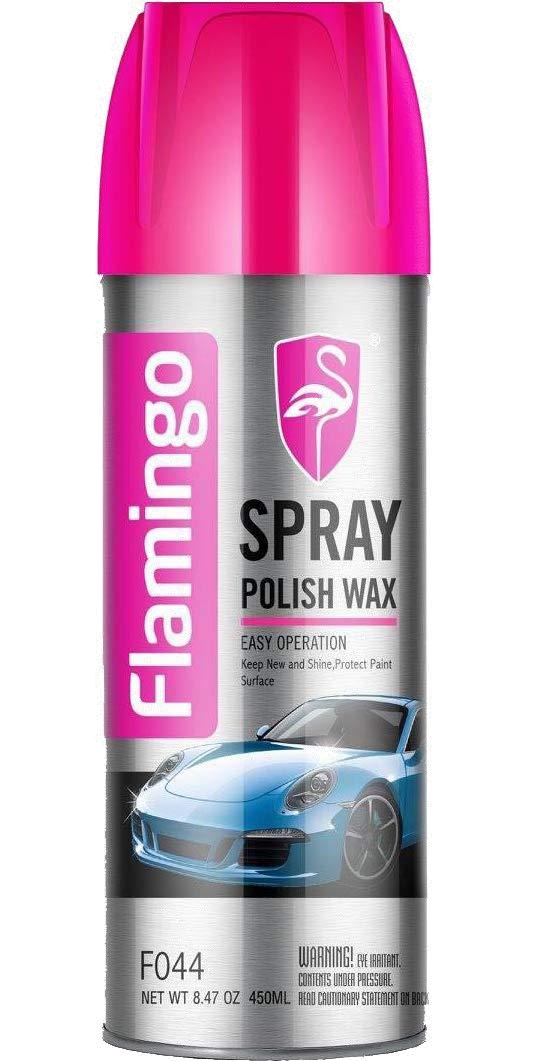 Flamingo
®
SPRAY
POLISH WAX
EASY OPERATION
Keep New and Shine,Protect Paint
Surface
F044
NET WT 8.47 OZ 450ML
WARNING! EYE IRRITANT.
CONTENTS UNDER PRESSURE.
READ CAUTIONARY STATEMENT ON BACK